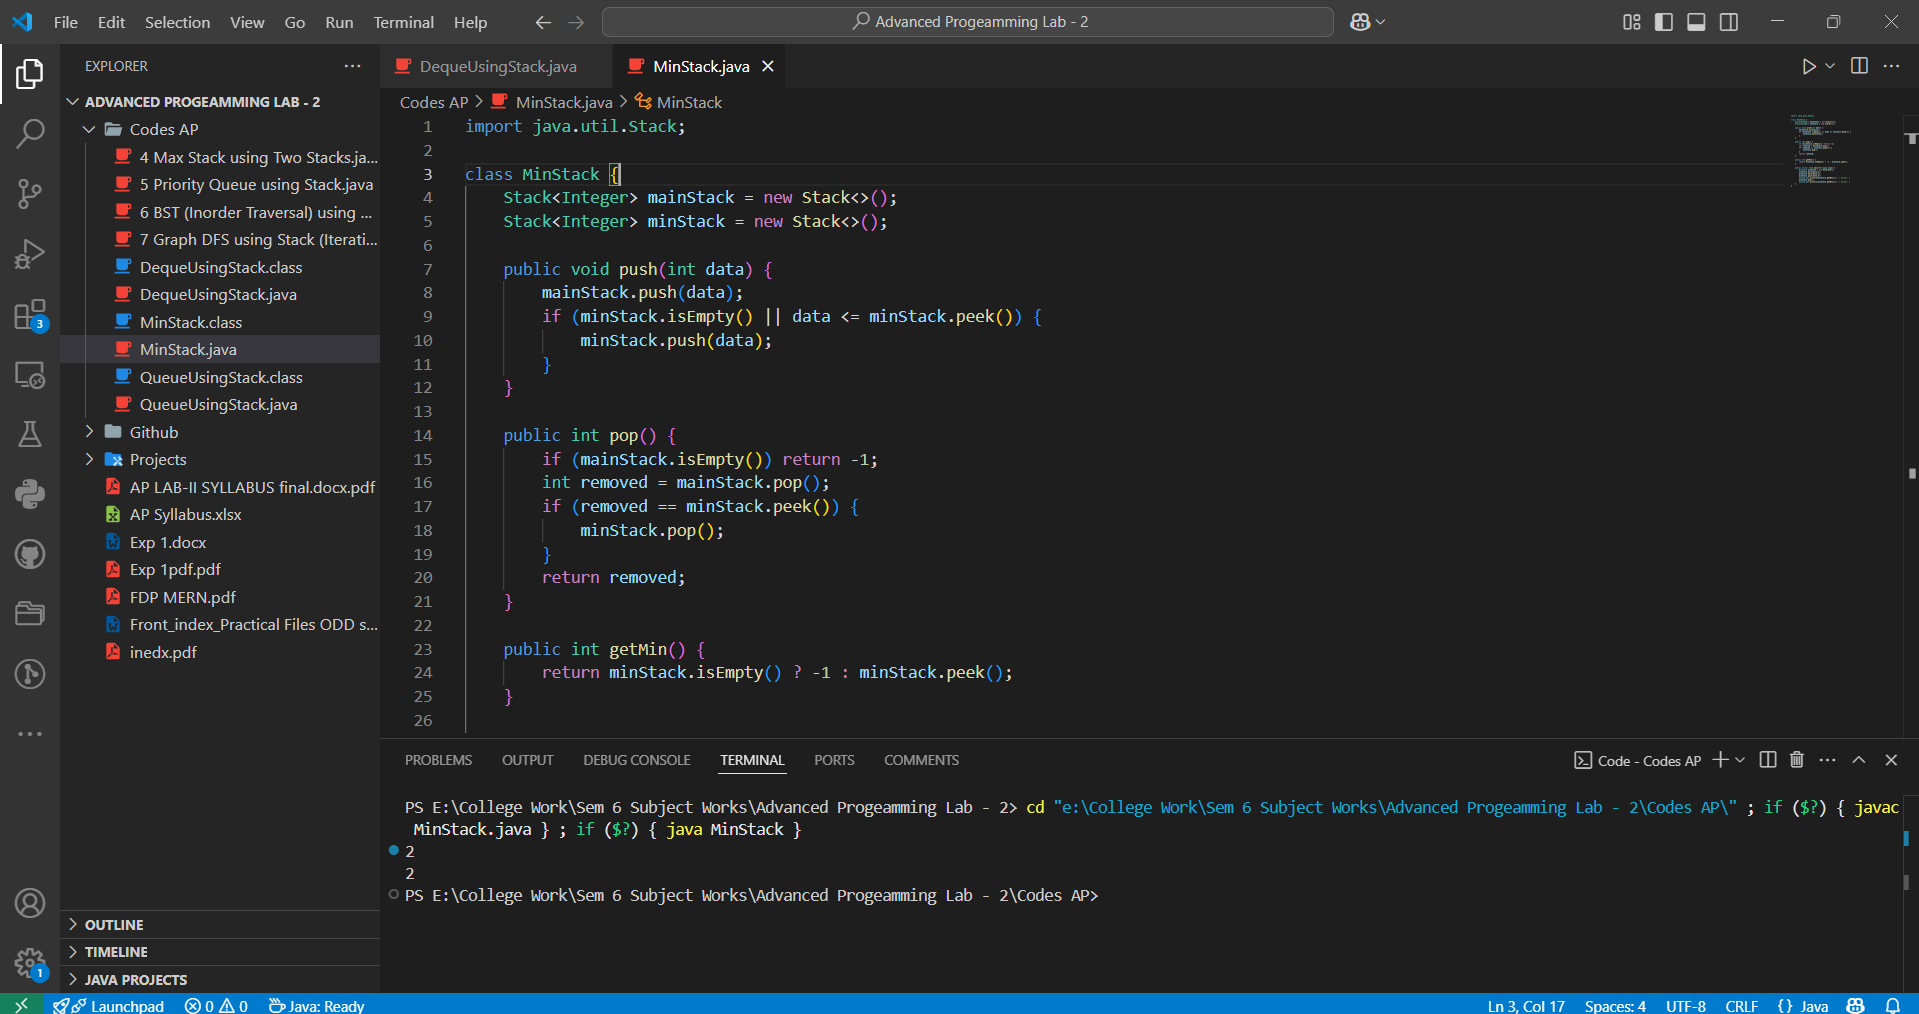 File Edit Selection View Go Run Terminal Help
Advanced Progeamming Lab - 2
EXPLORER
ADVANCED PROGEAMMING LAB - 2
Codes AP
4 Max Stack using Two Stacks.ja...
5 Priority Queue using Stack.java
6 BST (Inorder Traversal) using ...
7 Graph DFS using Stack (Iterati...
DequeUsingStack.class
DequeUsingStack.java
MinStack.class
MinStack.java
QueueUsingStack.class
QueueUsingStack.java
Github
Projects
AP LAB-II SYLLABUS final.docx.pdf
AP Syllabus.xlsx
Exp 1.docx
Exp 1pdf.pdf
FDP MERN.pdf
Front_index_Practical Files ODD s...
inedx.pdf
OUTLINE
TIMELINE
JAVA PROJECTS
3
1
DequeUsingStack.java MinStack.java
Codes AP > MinStack.java > MinStack
1 import java.util.Stack;
2
3 class MinStack {
4 Stack<Integer> mainStack = new Stack<>();
5 Stack<Integer> minStack = new Stack<>();
6
7 public void push(int data) {
8 mainStack.push(data);
9 if (minStack.isEmpty() || data <= minStack.peek()) {
10 minStack.push(data);
11 }
12 }
13
14 public int pop() {
15 if (mainStack.isEmpty()) return -1;
16 int removed = mainStack.pop();
17 if (removed == minStack.peek()) {
18 minStack.pop();
19 }
20 return removed;
21 }
22
23 public int getMin() {
24 return minStack.isEmpty() ? -1 : minStack.peek();
25 }
26
PROBLEMS OUTPUT DEBUG CONSOLE TERMINAL PORTS COMMENTS
Code - Codes AP
PS E:\College Work\Sem 6 Subject Works\Advanced Progeamming Lab - 2> cd "e:\College Work\Sem 6 Subject Works\Advanced Progeamming Lab - 2\Codes AP\" ; if ($?) { javac
MinStack.java } ; if ($?) { java MinStack }
2
2
PS E:\College Work\Sem 6 Subject Works\Advanced Progeamming Lab - 2\Codes AP>
Launchpad 0 0 Java: Ready
Ln 3, Col 17 Spaces: 4 UTF-8 CRLF {} Java